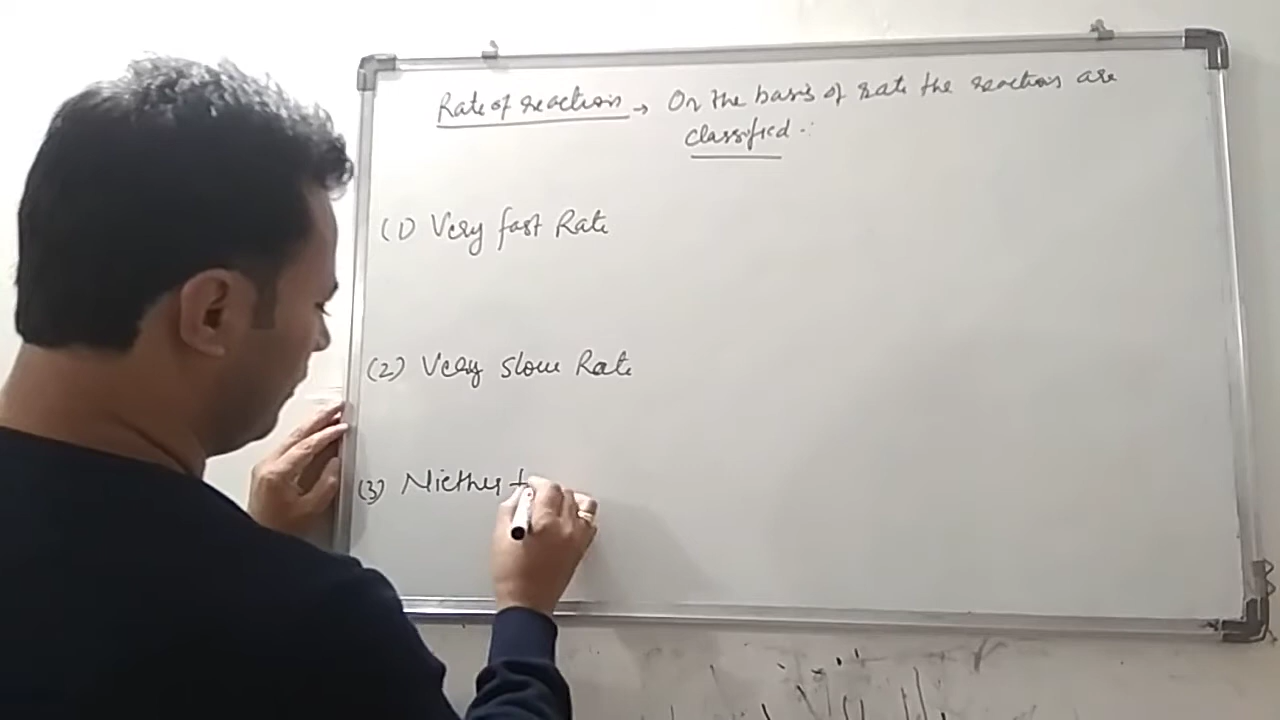 Rate of reaction → On the basis of rate the reactions are
classified -:
(1) Very fast Rate
(2) Very slow Rate
(3) Niether f